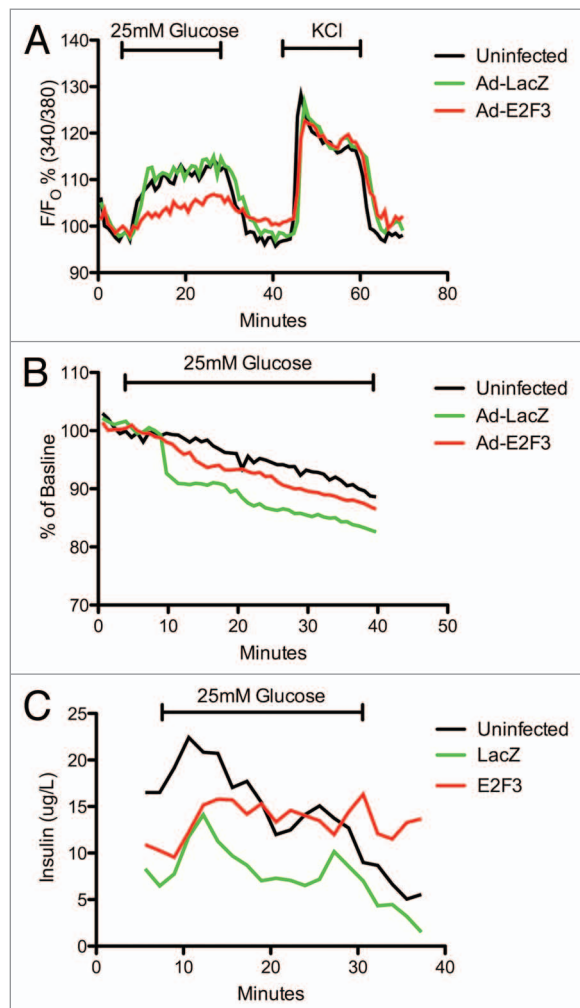 A
25mM Glucose
KCl
Uninfected
Ad-LacZ
Ad-E2F3
F/FO % (340/380)
140
130
120
110
100
90
0
20
40
60
80
Minutes
B
25mM Glucose
Uninfected
Ad-LacZ
Ad-E2F3
% of Basline
110
100
90
80
70
0
10
20
30
40
50
Minutes
C
25mM Glucose
Uninfected
LacZ
E2F3
Insulin (ug/L)
25
20
15
10
5
0
0
10
20
30
40
Minutes